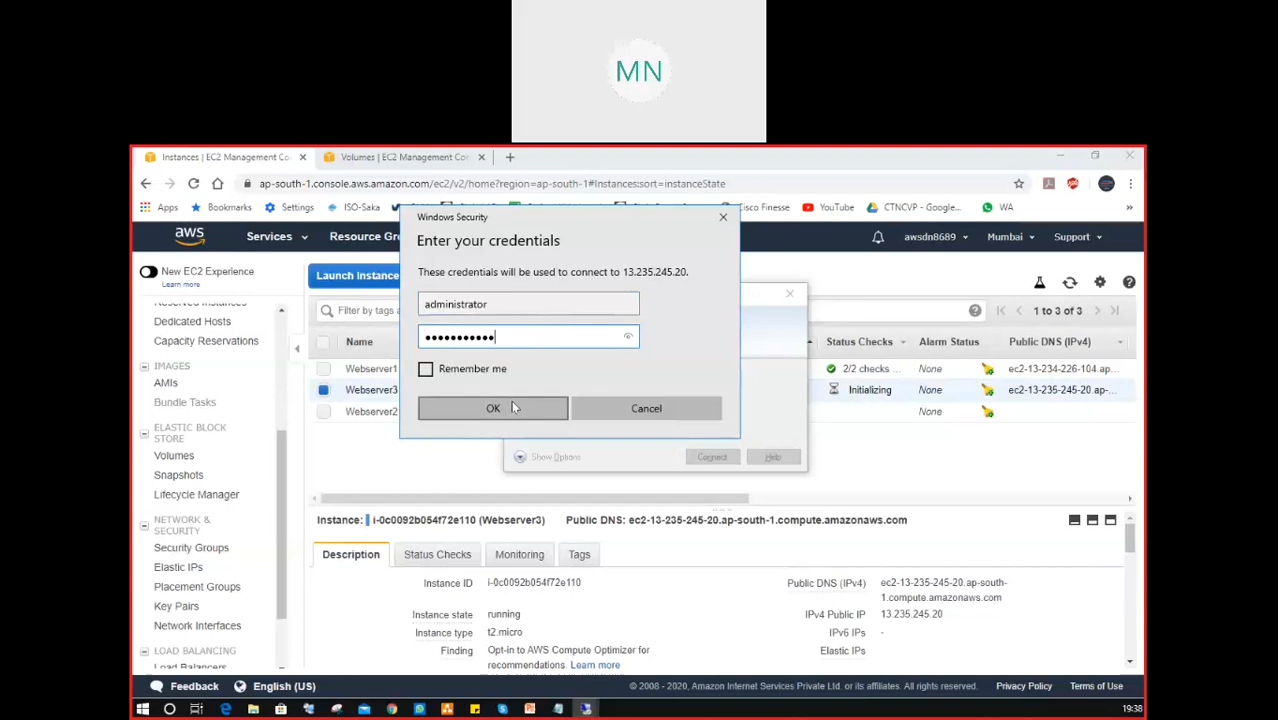 MN
Instances | EC2 Management Co
Volumes | EC2 Management Con
ap-south-1.console.aws.amazon.com/ec2/v2/home?region=ap-south-1#Instances:sort=instanceState
Apps
Bookmarks
Settings
ISO-Saka
Cisco Finesse
YouTube
CTNCVP - Google...
WA
»
aws
Services
Resource Gro
awsdn8689
Mumbai
Support
New EC2 Experience
Learn more
Reserved Instances
Dedicated Hosts
Capacity Reservations
IMAGES
AMIs
Bundle Tasks
ELASTIC BLOCK
STORE
Volumes
Snapshots
Lifecycle Manager
NETWORK &
SECURITY
Security Groups
Elastic IPs
Placement Groups
Key Pairs
Network Interfaces
LOAD BALANCING
Load Balancers
Launch Instance
Filter by tags
1 to 3 of 3
Name
Status Checks
Alarm Status
Public DNS (IPv4)
Webserver1
2/2 checks ...
None
ec2-13-234-226-104.ap-
Webserver3
Initializing
None
ec2-13-235-245-20.ap-...
Webserver2
None
Windows Security
Enter your credentials
These credentials will be used to connect to 13.235.245.20.
administrator
•••••••••••
Remember me
OK
Cancel
Show Options
Connect
Help
Instance: i-0c0092b054f72e110 (Webserver3) Public DNS: ec2-13-235-245-20.ap-south-1.compute.amazonaws.com
Description
Status Checks
Monitoring
Tags
Instance ID
i-0c0092b054f72e110
Public DNS (IPv4)
ec2-13-235-245-20.ap-south-
1.compute.amazonaws.com
Instance state
running
IPv4 Public IP
13.235.245.20
Instance type
t2.micro
IPv6 IPs
-
Finding
Opt-in to AWS Compute Optimizer for
recommendations. Learn more
Elastic IPs
Feedback
English (US)
© 2008 - 2020, Amazon Internet Services Private Ltd. or its affiliates. All rights reserved.
Privacy Policy
Terms of Use
19:38